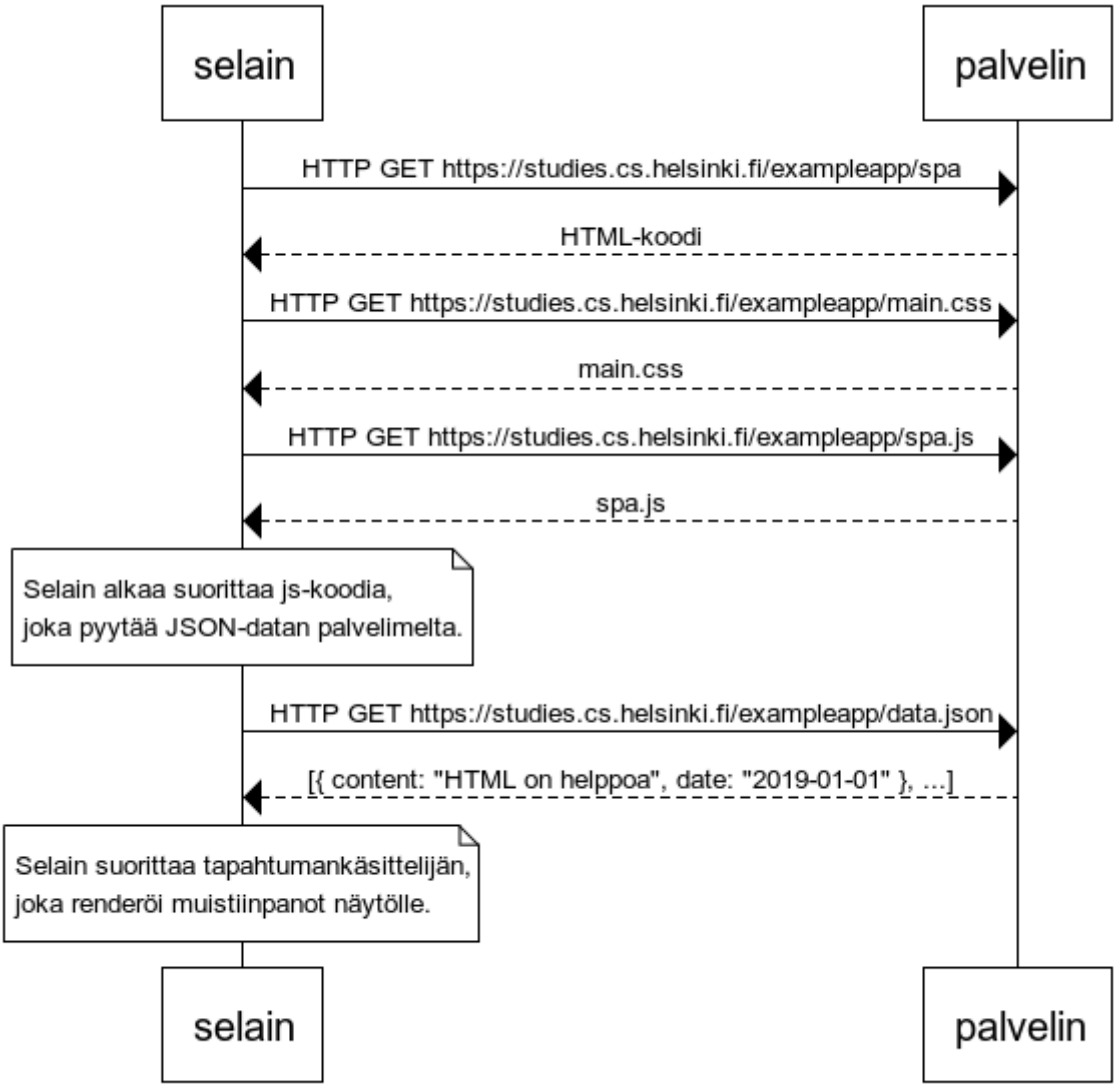 selain
palvelin
HTTP GET https://studies.cs.helsinki.fi/exampleapp/spa
HTML-koodi
HTTP GET https://studies.cs.helsinki.fi/exampleapp/main.css
main.css
HTTP GET https://studies.cs.helsinki.fi/exampleapp/spa.js
spa.js
Selain alkaa suorittaa js-koodia,
joka pyytää JSON-datan palvelimelta.
HTTP GET https://studies.cs.helsinki.fi/exampleapp/data.json
[{ content: "HTML on helppoa", date: "2019-01-01" }, ...]
Selain suorittaa tapahtumankäsittelijän,
joka renderöi muistiinpanot näytölle.
selain
palvelin